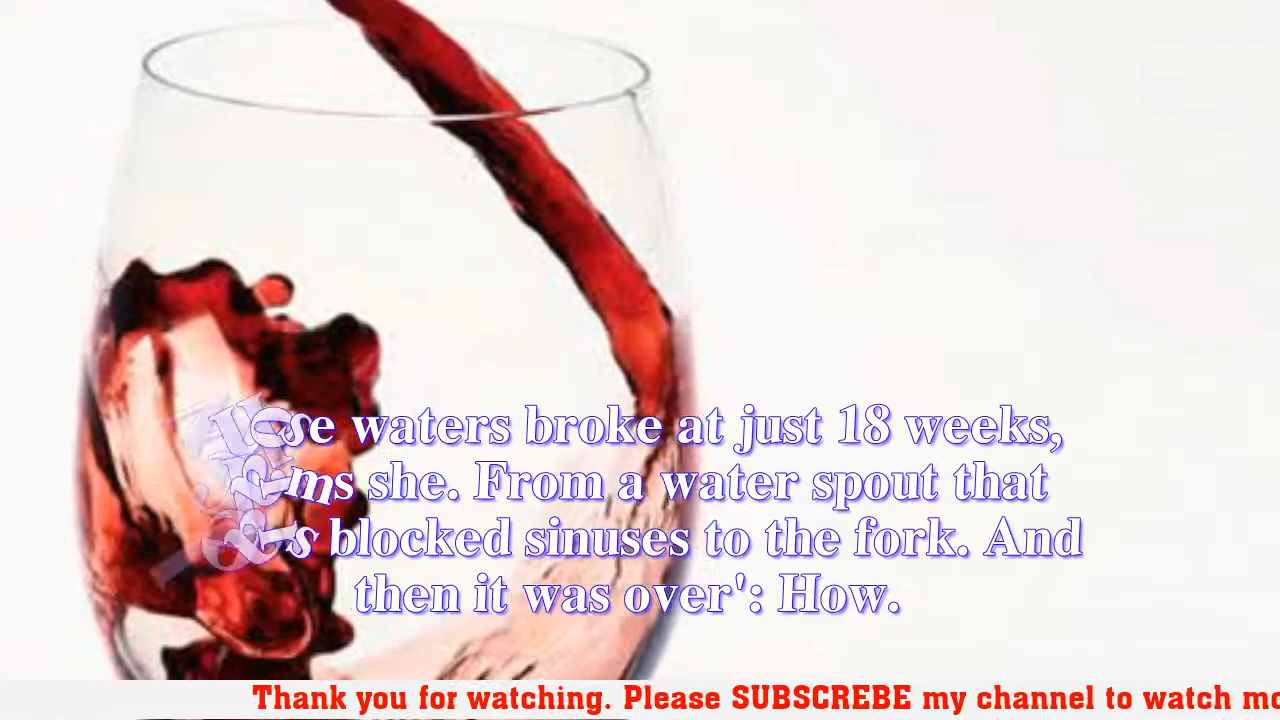 se waters broke at just 18 weeks,
ms she. From a water spout that
s blocked sinuses to the fork. And
then it was over': How.
Thank you for watching. Please SUBSCREBE my channel to watch mo